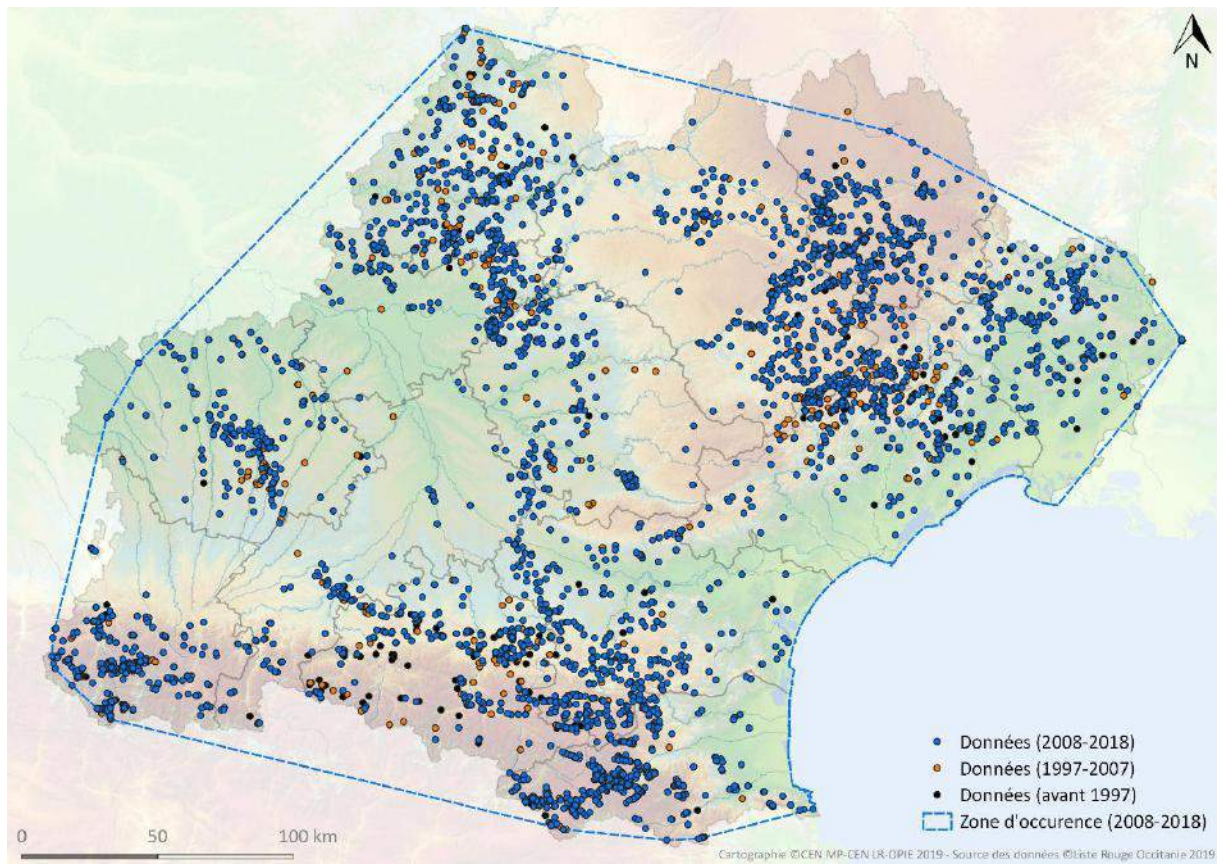 N
Données (2008-2018)
Données (1997-2007)
Données (avant 1997)
Zone d'occurence (2008-2018)
0 50 100 km
Cartographie ©CEN MP-CEN LR-OPIE 2019 - Source des données ©Liste Rouge Occitanie 2019